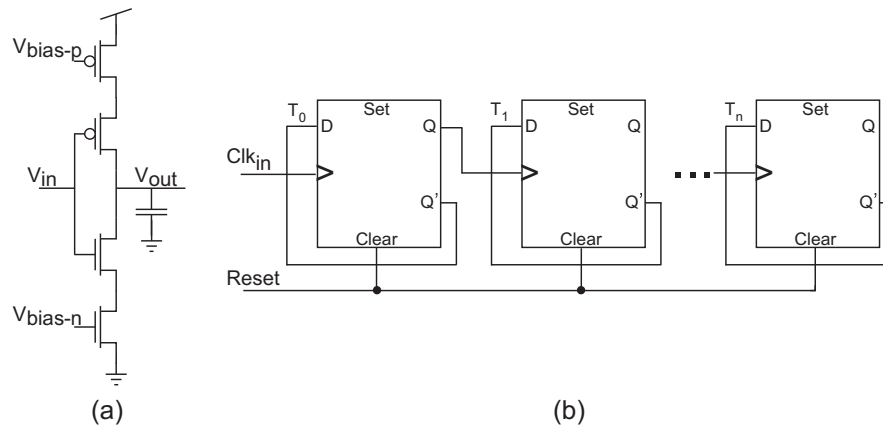 Vbias-p
Vin
Vout
Vbias-n
(a)
T0
Set
D
Q
Clkin
Q'
Clear
T1
Set
D
Q
Q'
Clear
Tn
Set
D
Q
Q'
Clear
Reset
(b)